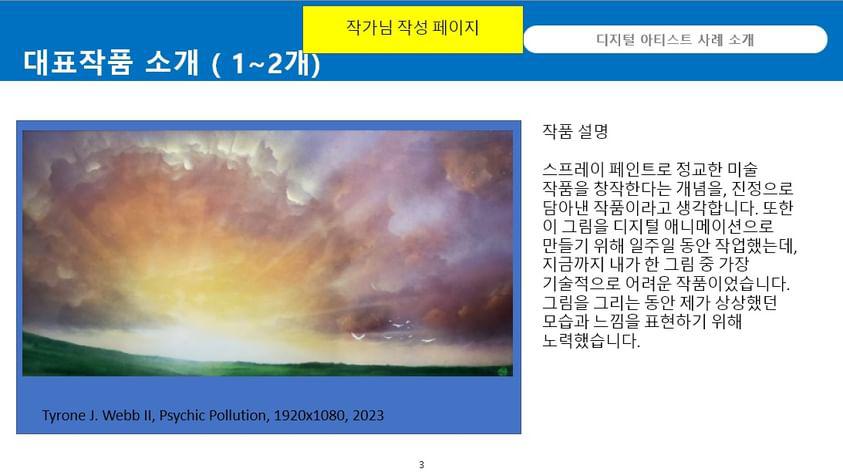 작가님 작성 페이지
디지털 아티스트 사례 소개
대표작품 소개 ( 1~2개)
작품 설명
스프레이 페인트로 정교한 미술
작품을 창작한다는 개념을, 진정으로
담아낸 작품이라고 생각합니다. 또한
이 그림을 디지털 애니메이션으로
만들기 위해 일주일 동안 작업했는데,
지금까지 내가 한 그림 중 가장
기술적으로 어려운 작품이었습니다.
그림을 그리는 동안 제가 상상했던
모습과 느낌을 표현하기 위해
노력했습니다.
Tyrone J. Webb II, Psychic Pollution, 1920x1080, 2023
3